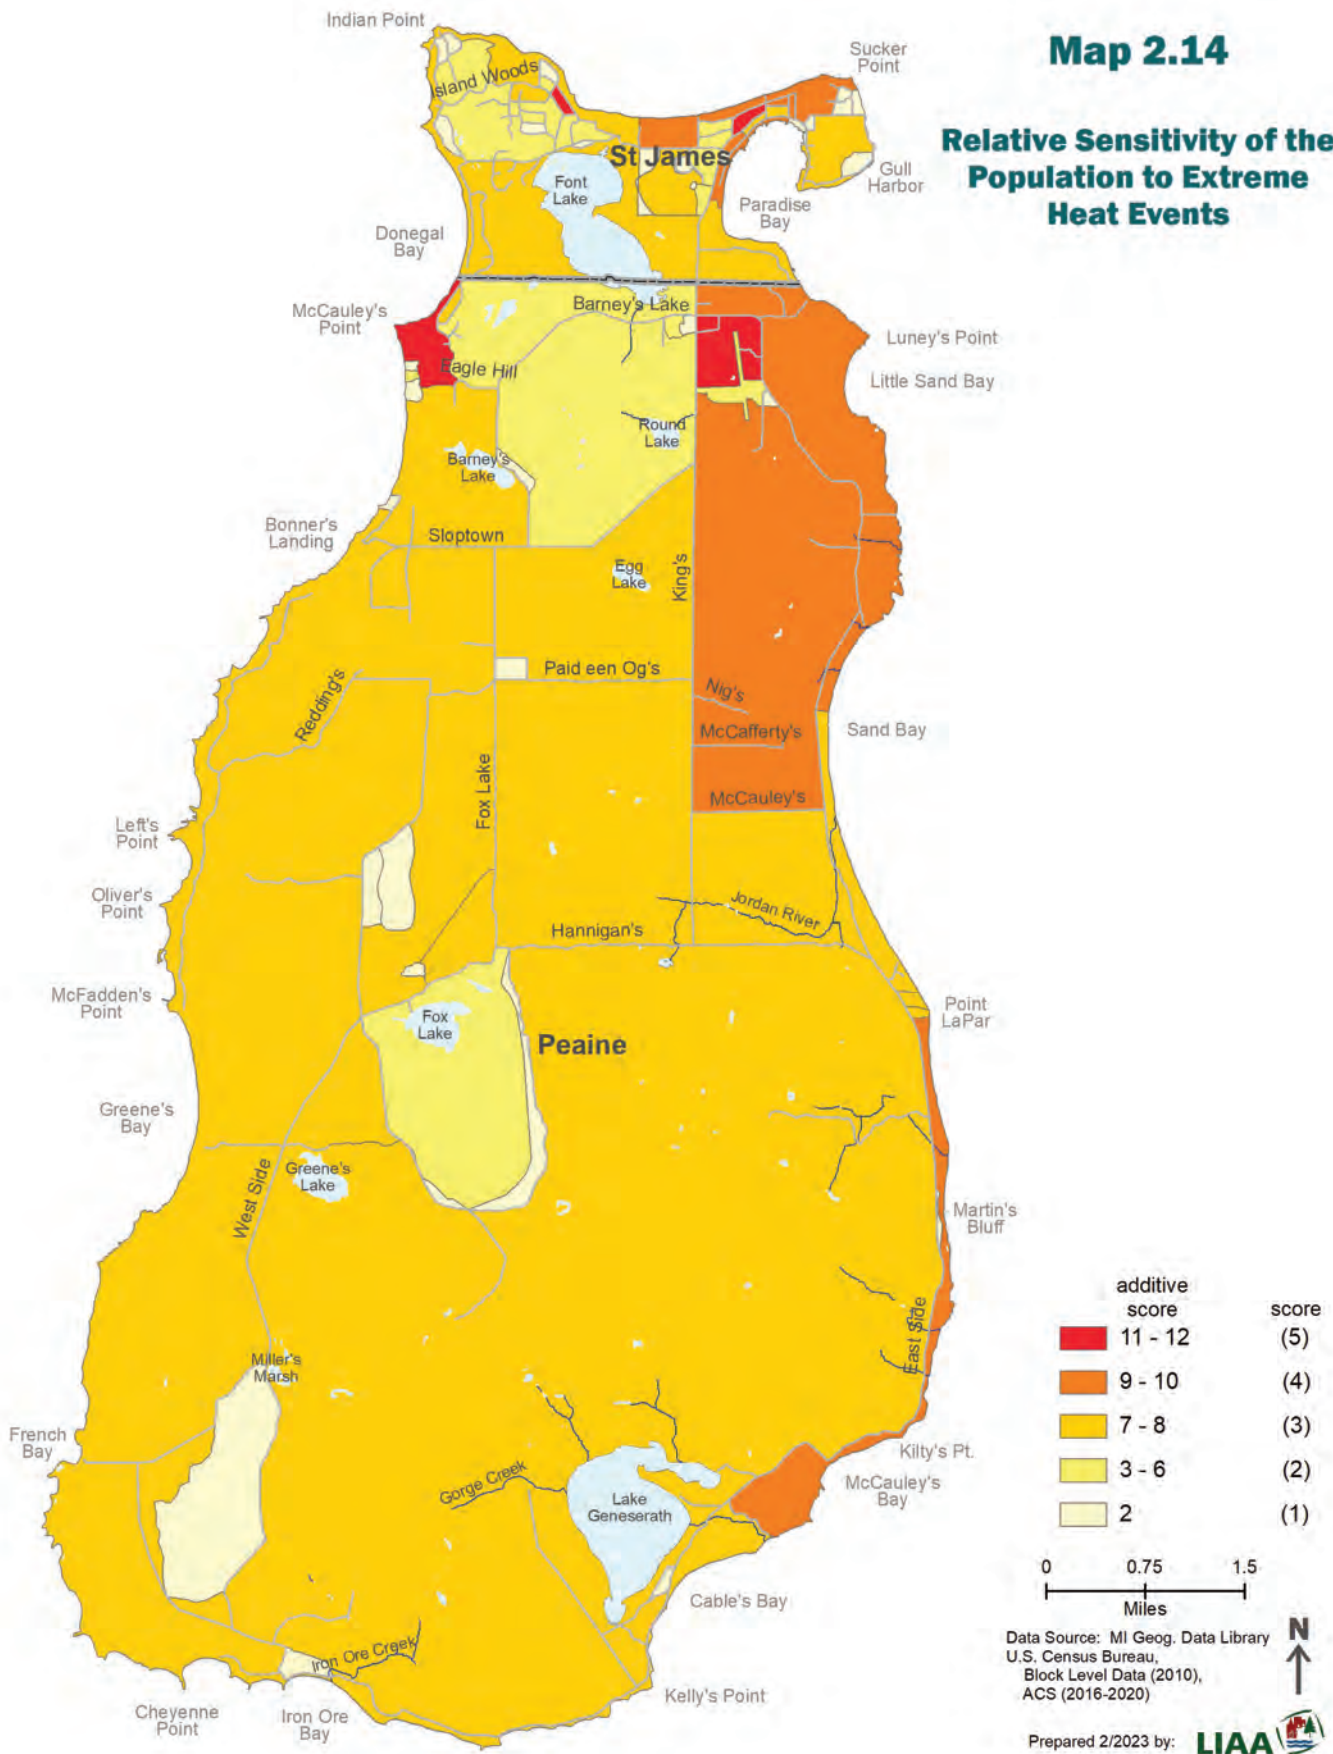 Indian Point
Map 2.14
Sucker
Point
Island Woods
Relative Sensitivity of the
Population to Extreme
Heat Events
St James
Gull
Harbor
Font
Lake
Paradise
Bay
Donegal
Bay
McCauley's
Point
Barney's Lake
Luney's Point
Eagle Hill
Little Sand Bay
Round
Lake
Barney's
Lake
Bonner's
Landing
Sloptown
King's
Egg
Lake
Paid een Og's
Nig's
Redding's
McCafferty's
Sand Bay
Fox Lake
McCauley's
Left's
Point
Oliver's
Point
Jordan River
Hannigan's
McFadden's
Point
Point
LaPar
Fox
Lake
Peaine
Greene's
Bay
Greene's
Lake
West Side
Martin's
Bluff
East Side
additive
score
score
11 - 12
(5)
9 - 10
(4)
7 - 8
(3)
3 - 6
(2)
2
(1)
Miller's
Marsh
French
Bay
Kilty's Pt.
McCauley's
Bay
Gorge Creek
Lake
Geneserath
0
0.75
1.5
Miles
Cable's Bay
Data Source: MI Geog. Data Library
U.S. Census Bureau,
Block Level Data (2010),
ACS (2016-2020)
N
Iron Ore Creek
Kelly's Point
Cheyenne
Point
Iron Ore
Bay
Prepared 2/2023 by:
LIAA